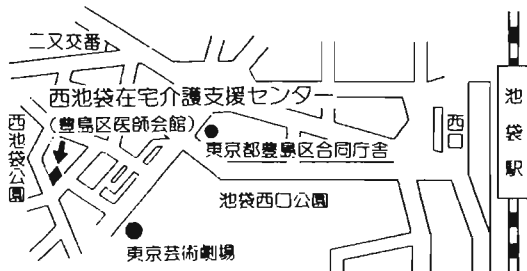 二又交番
西池袋在宅介護支援センター
(豊島区医師会館)
東京都豊島区合同庁舎
西池袋公園
西口
池袋駅
池袋西口公園
東京芸術劇場